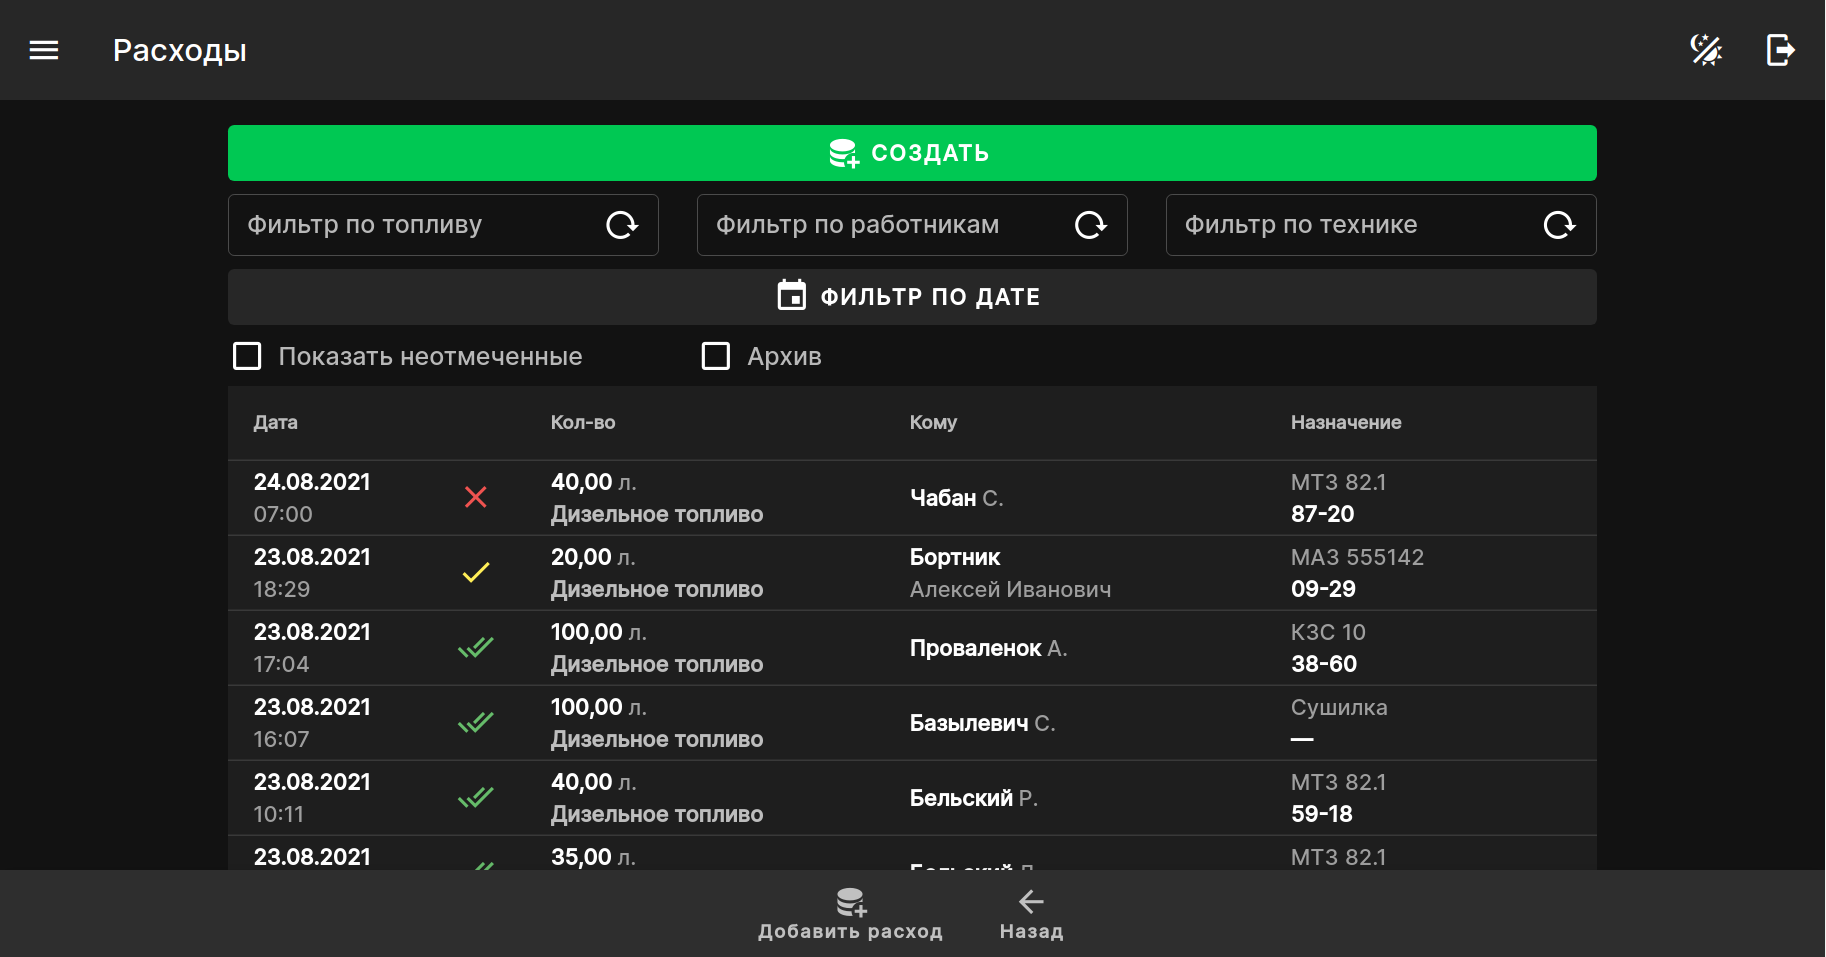 Расходы
СОЗДАТЬ
Фильтр по топливу
Фильтр по работникам
Фильтр по технике
ФИЛЬТР ПО ДАТЕ
Показать неотмеченные
Архив
Дата Кол-во Кому Назначение
24.08.2021 40,00 л. МТЗ 82.1
Чабан С.
07:00 Дизельное топливо 87-20
23.08.2021 20,00 л. Бортник МАЗ 555142
18:29 Дизельное топливо Алексей Иванович 09-29
23.08.2021 100,00 л. КЗС 10
Проваленок А.
17:04 Дизельное топливо 38-60
23.08.2021 100,00 л. Сушилка
Базылевич С.
16:07 Дизельное топливо —
23.08.2021 40,00 л. МТЗ 82.1
Бельский Р.
10:11 Дизельное топливо 59-18
23.08.2021 35,00 л. МТЗ 82.1
Добавить расход
Назад